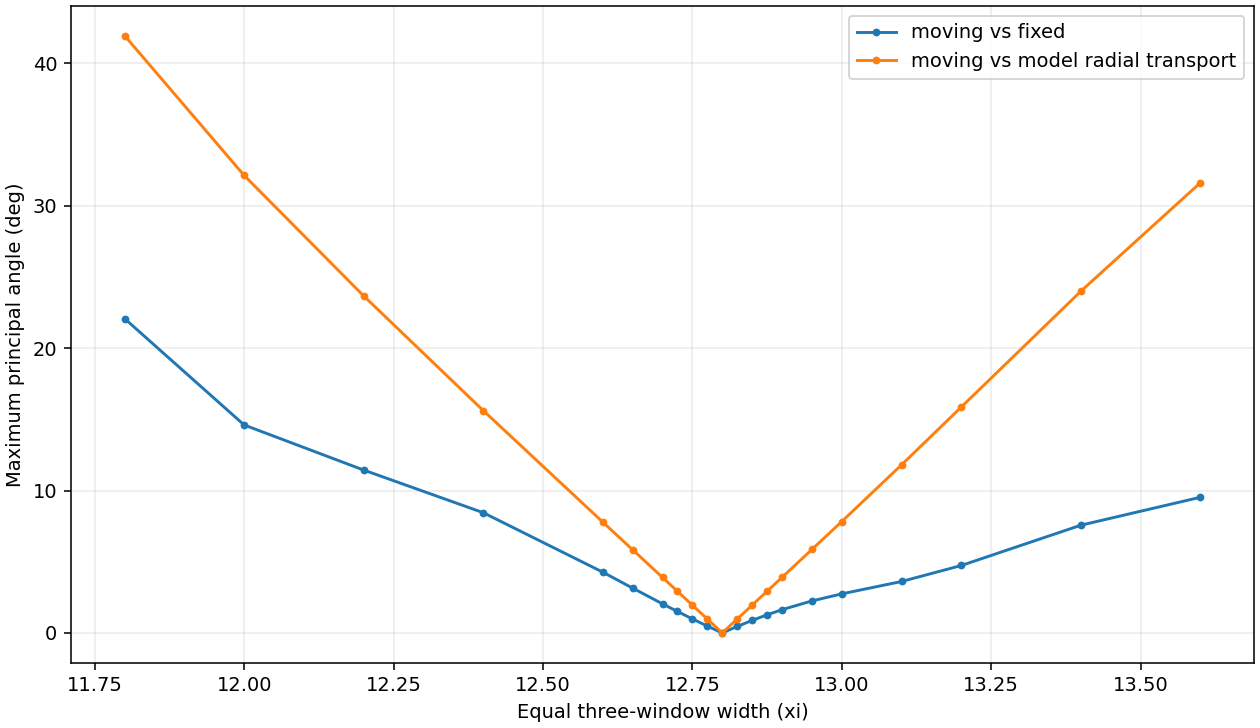 moving vs fixed
moving vs model radial transport
Maximum principal angle (deg)
40
30
20
10
0
11.75 12.00 12.25 12.50 12.75 13.00 13.25 13.50
Equal three-window width (xi)